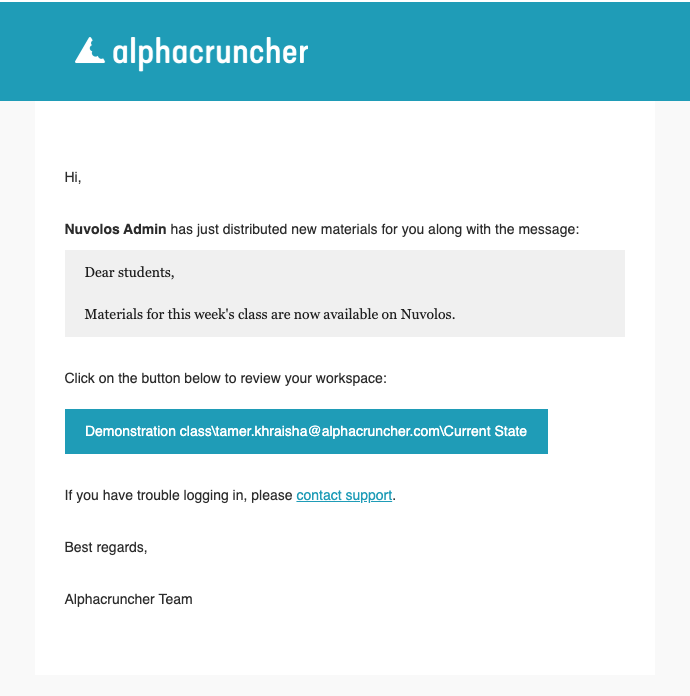 alphacruncher
Hi,
Nuvolos Admin has just distributed new materials for you along with the message:
Dear students,
Materials for this week's class are now available on Nuvolos.
Click on the button below to review your workspace:
Demonstration class\tamer.khraisha@alphacruncher.com\Current State
If you have trouble logging in, please contact support.
Best regards,
Alphacruncher Team